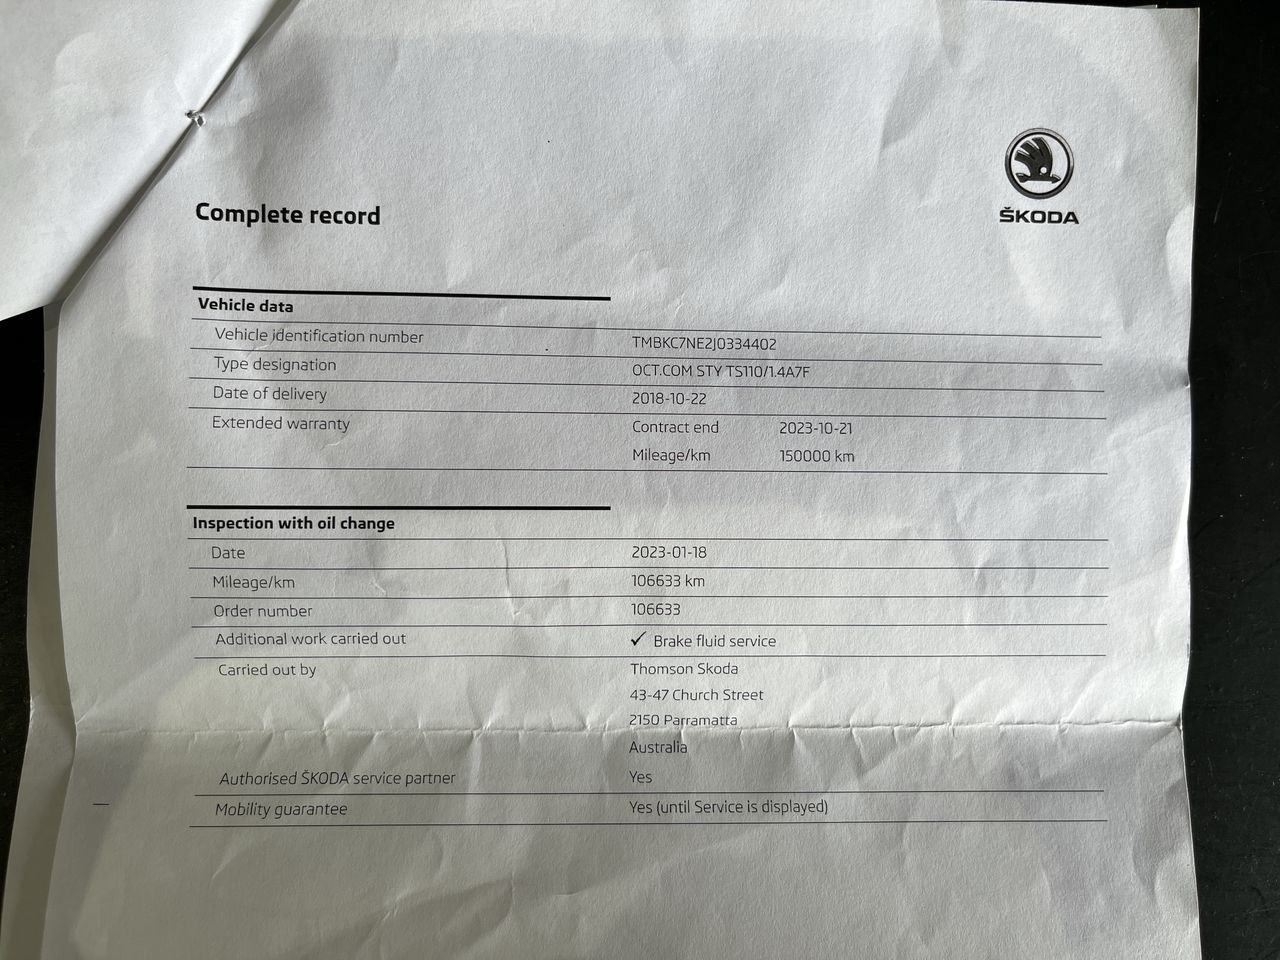 ŠKODA
Complete record
Vehicle data
Vehicle identification number TMBKC7NE2J0334402
Type designation OCT.COM STY TS110/1.4A7F
Date of delivery 2018-10-22
Extended warranty Contract end 2023-10-21
Mileage/km 150000 km
Inspection with oil change
Date 2023-01-18
Mileage/km 106633 km
Order number 106633
Additional work carried out ✓ Brake fluid service
Carried out by Thomson Skoda
43-47 Church Street
2150 Parramatta
Australia
Authorised ŠKODA service partner Yes
Mobility guarantee Yes (until Service is displayed)